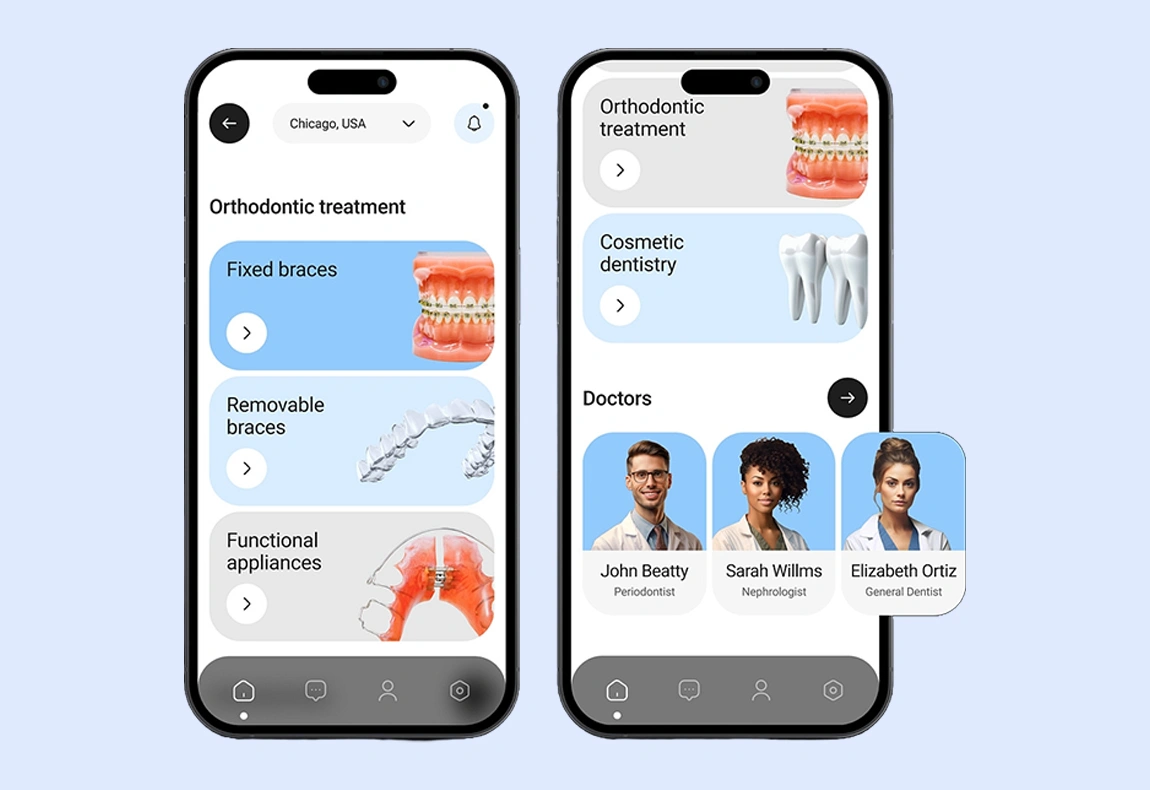 Chicago, USA
Orthodontic treatment
Fixed braces
Removable
braces
Functional
appliances
Orthodontic
treatment
Cosmetic
dentistry
Doctors
John Beatty
Periodontist
Sarah Willms
Nephrologist
Elizabeth Ortiz
General Dentist